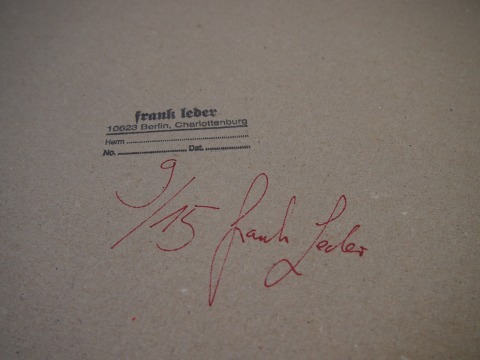 frank leder
10623 Berlin, Charlottenburg
Herrn
No. Dat.
9/15 frank Leder